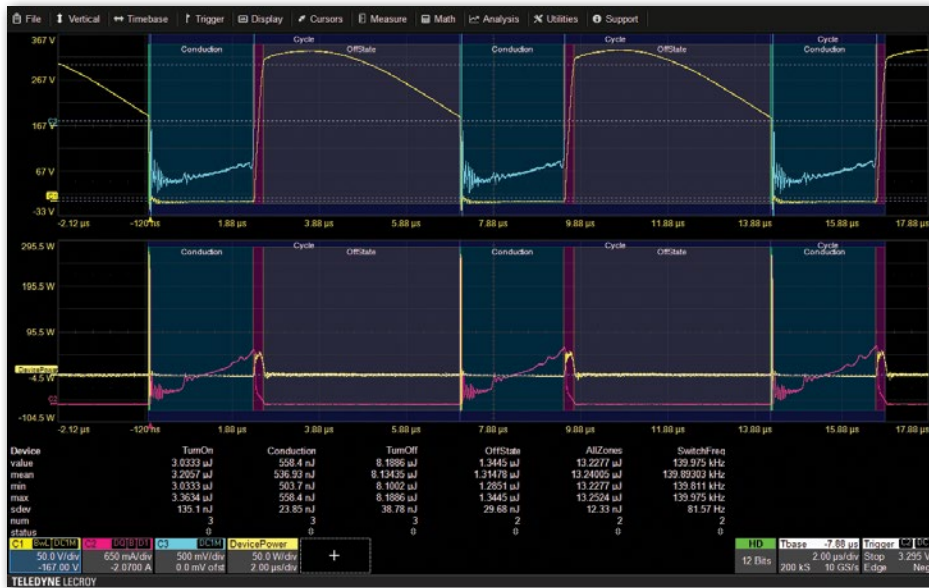 File Vertical Timebase Trigger Display Cursors Measure Math Analysis Utilities Support
367 V Cycle Cycle
Conduction OffState Conduction OffState Conduction
267 V
C2
167 V
67 V
C3
-33 V
-2.12 µs -120 ns 1.88 µs 3.88 µs 5.88 µs 7.88 µs 9.88 µs 11.88 µs 13.88 µs 15.88 µs 17.88 µs
295.5 W Cycle Cycle
Conduction OffState Conduction OffState Conduction
195.5 W
95.5 W
DevicePower
-4.5 W
C2
-104.5 W
-2.12 µs -120 ns 1.88 µs 3.88 µs 5.88 µs 7.88 µs 9.88 µs 11.88 µs 13.88 µs 15.88 µs 17.88 µs
Device TurnOn Conduction TurnOff OffState AllZones SwitchFreq
value 3.0333 µJ 558.4 nJ 8.1886 µJ 1.3445 µJ 13.2277 µJ 139.975 kHz
mean 3.2057 µJ 536.93 nJ 8.13435 µJ 1.31478 µJ 13.24005 µJ 139.89303 kHz
min 3.0333 µJ 503.7 nJ 8.1002 µJ 1.2851 µJ 13.2277 µJ 139.811 kHz
max 3.3634 µJ 558.4 nJ 8.1886 µJ 1.3445 µJ 13.2524 µJ 139.975 kHz
sdev 135.1 nJ 23.85 nJ 38.78 nJ 29.68 nJ 12.33 nJ 81.57 Hz
num 3 3 3 2 2 2
status 0 0 0 0 0 0
C1 BwL DC1M C2 C3 DC1M DevicePower HD Tbase -7.88 µs Trigger C2 DC
50.0 V/div 650 mA/div 500 mV/div 50.0 W/div 12 Bits 2.00 µs/div Stop 3.295 V
-167.00 V -2.0700 A 0.0 mV ofst 2.00 µs/div + 200 kS 10 GS/s Edge Neg
TELEDYNE LECROY